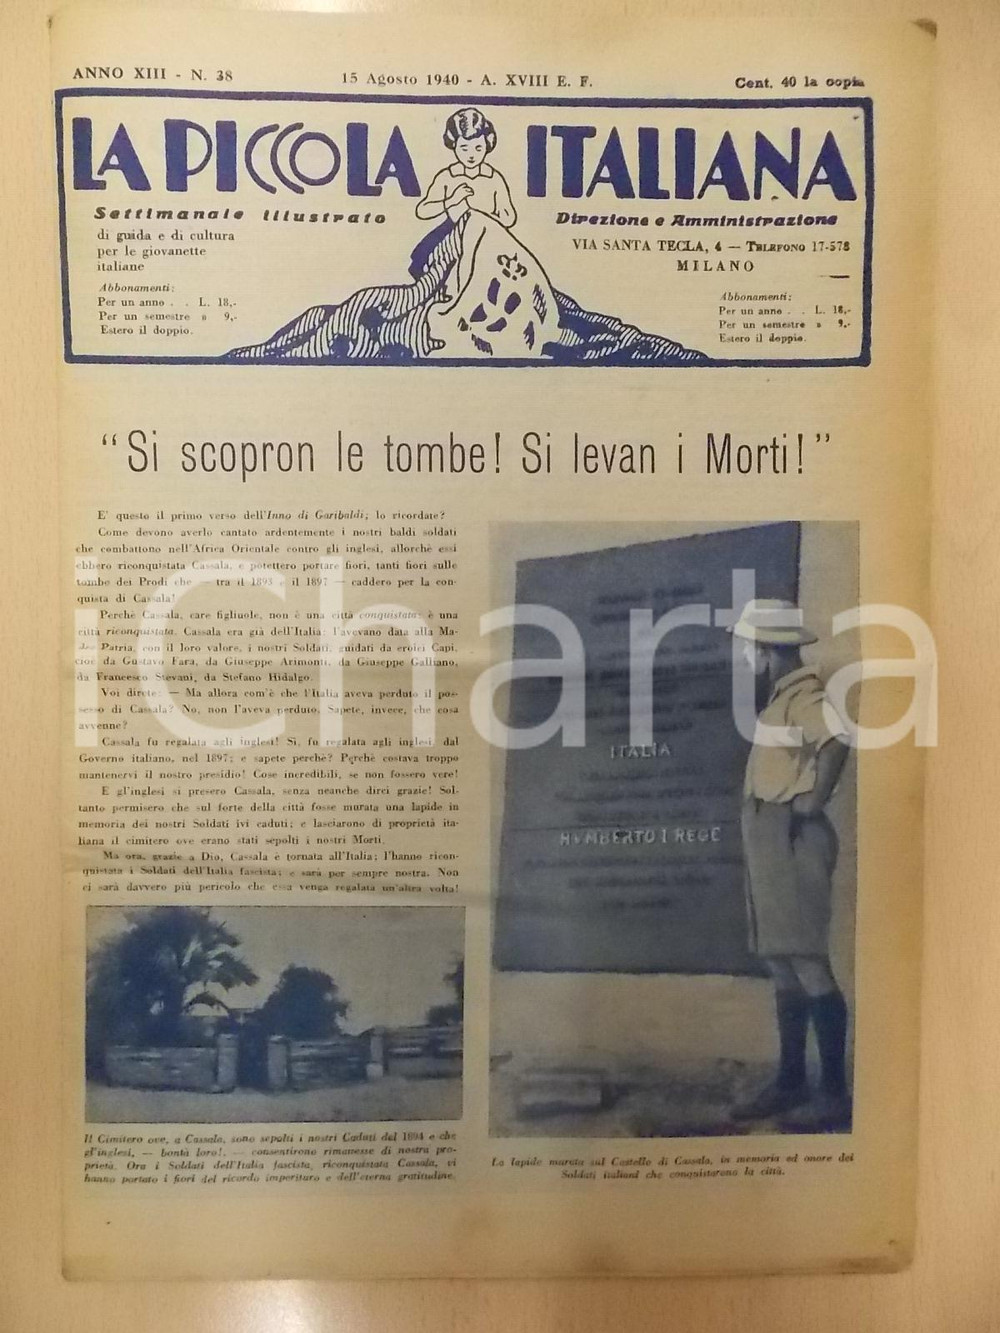 ANNO XIII - N. 38
15 Agosto 1940 - A. XVIII E. F.
Cent. 40 la copia
LA PICCOLA ITALIANA
Settimanale illustrato
di guida e di cultura
per le giovanette
italiane
Abbonamenti:
Per un anno . . L. 18,-
Per un semestre » 9,-
Estero il doppio.
Direzione e Amministrazione
VIA SANTA TECLA, 4 — TELEFONO 17-578
MILANO
Abbonamenti:
Per un anno . . L. 18,-
Per un semestre » 9,-
Estero il doppio.
“Si scopron le tombe! Si levan i Morti!”
E' questo il primo verso dell'Inno di Garibaldi; lo ricordate?
Come devono averlo cantato ardentemente i nostri baldi soldati
che combattono nell'Africa Orientale contro gli inglesi, allorchè essi
ebbero riconquistata Cassala, e potettero portare fiori, tanti fiori sulle
tombe dei Prodi che — tra il 1893 e il 1897 — caddero per la con-
quista di Cassala!
Perchè Cassala, care figliuole, non è una città conquistata: è una
città riconquistata. Cassala era già dell'Italia: l'avevano data alla Ma-
dre Patria, con il loro valore, i nostri Soldati, guidati da eroici Capi,
cioè da Gustavo Fara, da Giuseppe Arimonti, da Giuseppe Galliano,
da Francesco Stevani, da Stefano Hidalgo.
Voi direte: — Ma allora com'è che l'Italia aveva perduto il pos-
sesso di Cassala? No, non l'aveva perduto. Sapete, invece, che cosa
avvenne?
Cassala fu regalata agli inglesi! Sì, fu regalata agli inglesi, dal
Governo italiano, nel 1897; e sapete perchè? Perchè costava troppo
mantenervi il nostro presidio! Cose incredibili, se non fossero vere!
E gl'inglesi si presero Cassala, senza neanche dirci grazie! Sol-
tanto permisero che sul forte della città fosse murata una lapide in
memoria dei nostri Soldati ivi caduti; e lasciarono di proprietà ita-
liana il cimitero ove erano stati sepolti i nostri Morti.
Ma ora, grazie a Dio, Cassala è tornata all'Italia; l'hanno ricon-
quistata i Soldati dell'Italia fascista; e sarà per sempre nostra. Non
ci sarà davvero più pericolo che essa venga regalata un'altra volta!
ITALIA
HUMBERTO I REGE
Il Cimitero ove, a Cassala, sono sepolti i nostri Caduti del 1894 e che
gl'inglesi, — bontà loro!, — consentirono rimanesse di nostra pro-
prietà. Ora i Soldati dell'Italia fascista, riconquistata Cassala, vi
hanno portato i fiori del ricordo imperituro e dell'eterna gratitudine.
La lapide murata sul Castello di Cassala, in memoria ed onore dei
Soldati italiani che conquistarono la città.
iCharta